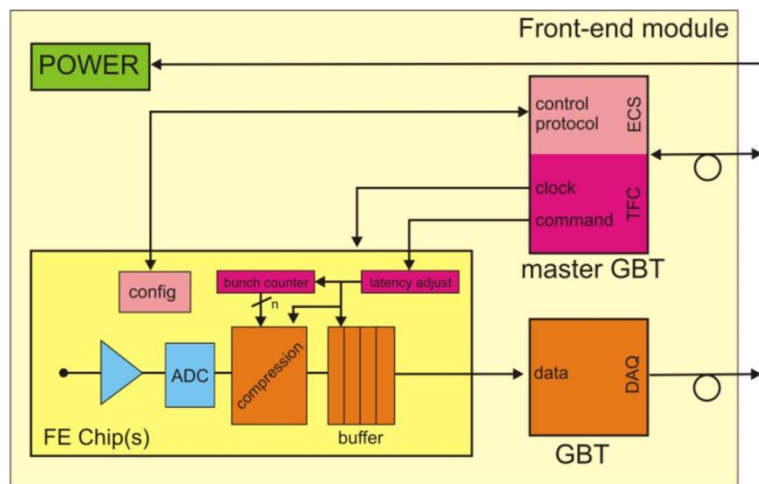 Front-end module
POWER
control
protocol
ECS
clock
command
TFC
master GBT
config
bunch counter
latency adjust
n
ADC
compression
buffer
FE Chip(s)
data
DAQ
GBT